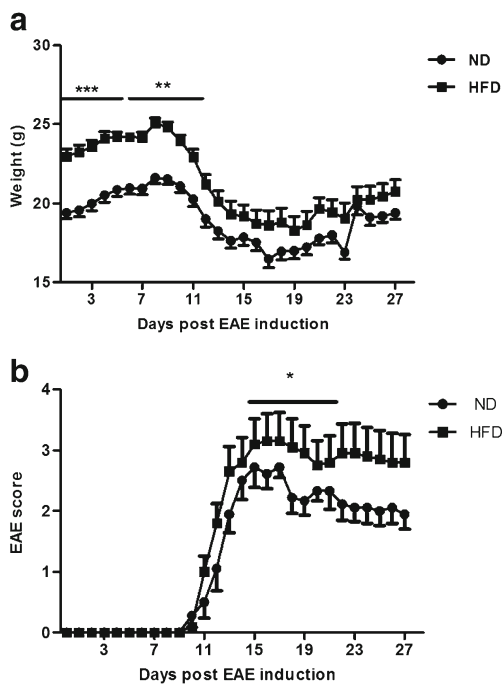 a
30
25
20
15
Weight (g)
*** **
ND
HFD
3 7 11 15 19 23 27
Days post EAE induction
b
4
3
2
1
0
EAE score
*
ND
HFD
3 7 11 15 19 23 27
Days post EAE induction